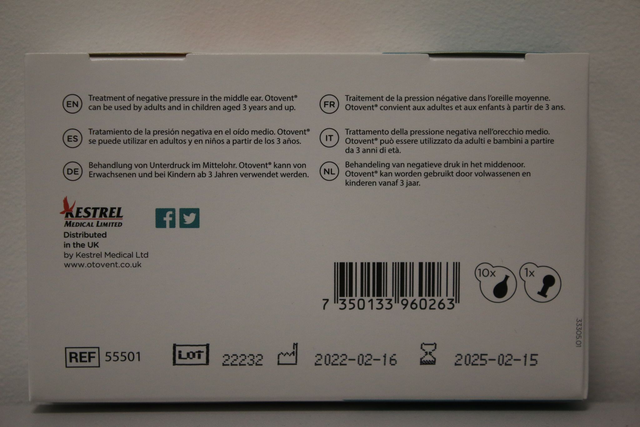 EN Treatment of negative pressure in the middle ear. Otovent®
can be used by adults and in children aged 3 years and up.
ES Tratamiento de la presión negativa en el oído medio. Otovent®
se puede utilizar en adultos y en niños a partir de los 3 años.
DE Behandlung von Unterdruck im Mittelohr. Otovent® kann von
Erwachsenen und bei Kindern ab 3 Jahren verwendet werden.
FR Traitement de la pression négative dans l'oreille moyenne.
Otovent® convient aux adultes et aux enfants à partir de 3 ans.
IT Trattamento della pressione negativa nell'orecchio medio.
Otovent® può essere utilizzato da adulti e bambini a partire
da 3 anni di età.
NL Behandeling van negatieve druk in het middenoor.
Otovent® kan worden gebruikt door volwassenen en
kinderen vanaf 3 jaar.
KESTREL
MEDICAL LIMITED
Distributed
in the UK
by Kestrel Medical Ltd
www.otovent.co.uk
7 350133 960263
10x
1x
REF 55501
LOT 22232
2022-02-16
2025-02-15